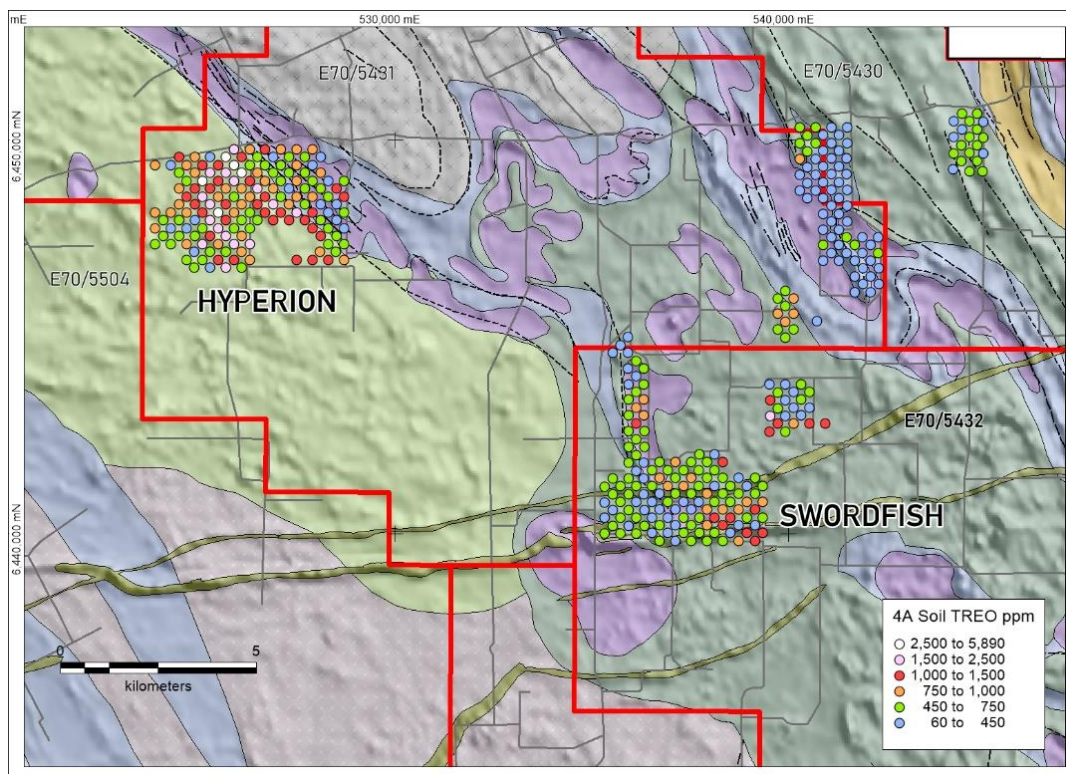 mE
530,000 mE
540,000 mE
E70/5431
E70/5430
6,450,000 mN
E70/5504
HYPERION
E70/5432
SWORDFISH
6,440,000 mN
4A Soil TREO ppm
2,500 to 5,890
1,500 to 2,500
1,000 to 1,500
750 to 1,000
450 to 750
60 to 450
0 5
kilometers